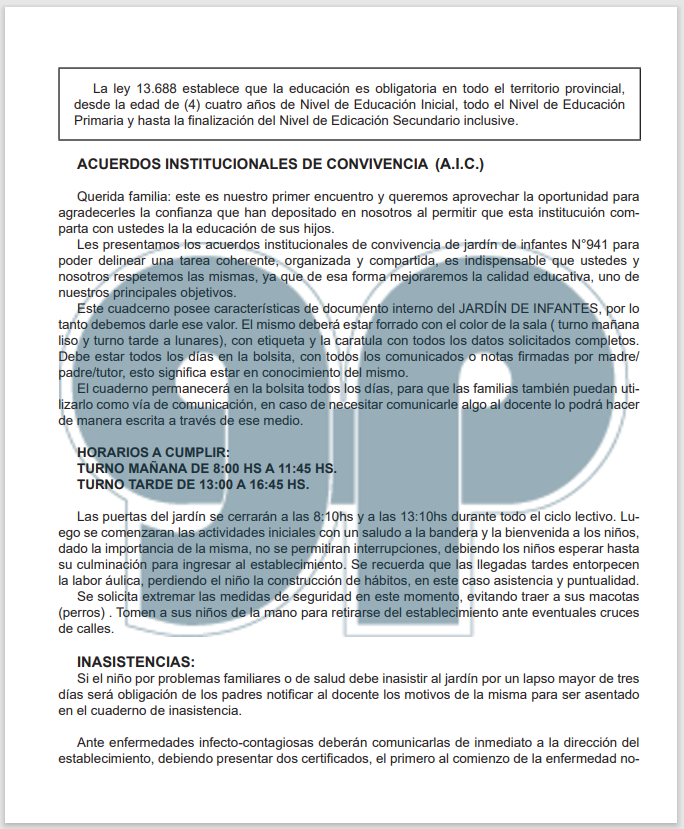 La ley 13.688 establece que la educación es obligatoria en todo el territorio provincial,
desde la edad de (4) cuatro años de Nivel de Educación Inicial, todo el Nivel de Educación
Primaria y hasta la finalización del Nivel de Edicación Secundario inclusive.
ACUERDOS INSTITUCIONALES DE CONVIVENCIA (A.I.C.)
Querida familia: este es nuestro primer encuentro y queremos aprovechar la oportunidad para
agradecerles la confianza que han depositado en nosotros al permitir que esta institucuión com-
parta con ustedes la la educación de sus hijos.
Les presentamos los acuerdos institucionales de convivencia de jardín de infantes N°941 para
poder delinear una tarea coherente, organizada y compartida, es indispensable que ustedes y
nosotros respetemos las mismas, ya que de esa forma mejoraremos la calidad educativa, uno de
nuestros principales objetivos.
Este cuadcerno posee características de documento interno del JARDÍN DE INFANTES, por lo
tanto debemos darle ese valor. El mismo deberá estar forrado con el color de la sala ( turno mañana
liso y turno tarde a lunares), con etiqueta y la caratula con todos los datos solicitados completos.
Debe estar todos los días en la bolsita, con todos los comunicados o notas firmadas por madre/
padre/tutor, esto significa estar en conocimiento del mismo.
El cuaderno permanecerá en la bolsita todos los días, para que las familias también puedan uti-
lizarlo como vía de comunicación, en caso de necesitar comunicarle algo al docente lo podrá hacer
de manera escrita a través de ese medio.
HORARIOS A CUMPLIR:
TURNO MAÑANA DE 8:00 HS A 11:45 HS.
TURNO TARDE DE 13:00 A 16:45 HS.
Las puertas del jardín se cerrarán a las 8:10hs y a las 13:10hs durante todo el ciclo lectivo. Lu-
ego se comenzaran las actividades iniciales con un saludo a la bandera y la bienvenida a los niños,
dado la importancia de la misma, no se permitiran interrupciones, debiendo los niños esperar hasta
su culminación para ingresar al establecimiento. Se recuerda que las llegadas tardes entorpecen
la labor áulica, perdiendo el niño la construcción de hábitos, en este caso asistencia y puntualidad.
Se solicita extremar las medidas de seguridad en este momento, evitando traer a sus macotas
(perros) . Tomen a sus niños de la mano para retirarse del establecimiento ante eventuales cruces
de calles.
INASISTENCIAS:
Si el niño por problemas familiares o de salud debe inasistir al jardín por un lapso mayor de tres
días será obligación de los padres notificar al docente los motivos de la misma para ser asentado
en el cuaderno de inasistencia.
Ante enfermedades infecto-contagiosas deberán comunicarlas de inmediato a la dirección del
establecimiento, debiendo presentar dos certificados, el primero al comienzo de la enfermedad no-
gp